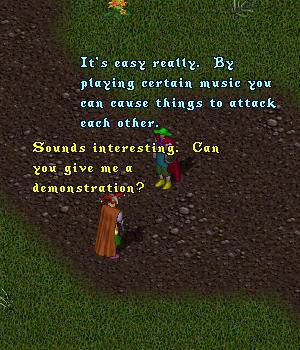 It's easy really. By
playing certain music you
can cause things to attack
each other.
Sounds interesting. Can
you give me a
demonstration?